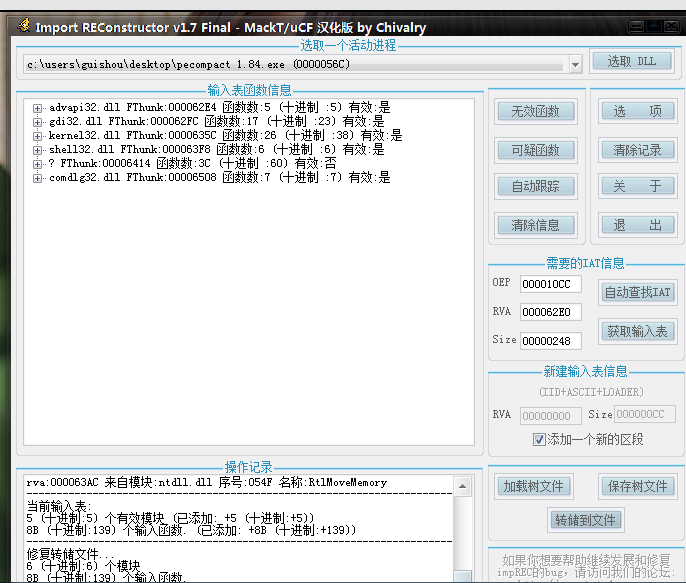 Import REConstructor v1.7 Final - MackT/uCF 汉化版 by Chivalry
选取一个活动进程
c:\users\guishou\desktop\pecompact 1.84.exe (0000056C)
选取 DLL
输入表函数信息
advapi32.dll FThunk:000062E4 函数数:5 (十进制 :5) 有效:是
gdi32.dll FThunk:000062FC 函数数:17 (十进制 :23) 有效:是
kernel32.dll FThunk:0000635C 函数数:26 (十进制 :38) 有效:是
shell32.dll FThunk:000063F8 函数数:6 (十进制 :6) 有效:是
? FThunk:00006414 函数数:3C (十进制 :60) 有效:否
comdlg32.dll FThunk:00006508 函数数:7 (十进制 :7) 有效:是
无效函数
选 项
可疑函数
清除记录
自动跟踪
关 于
清除信息
退 出
需要的IAT信息
OEP 000010CC
自动查找IAT
RVA 000062E0
获取输入表
Size 00000248
新建输入表信息
(IID+ASCII+LOADER)
RVA 00000000 Size 000000CC
添加一个新的区段
操作记录
rva:000063AC 来自模块:ntdll.dll 序号:054F 名称:RtlMoveMemory
当前输入表:
5 (十进制:5) 个有效模块 (已添加: +5 (十进制:+5))
8B (十进制:139) 个输入函数. (已添加: +8B (十进制:+139))
修复转储文件...
6 (十进制:6) 个模块
8B (十进制:139) 个输入函数.
加载树文件
保存树文件
转储到文件
如果你想要帮助继续发展和修复
impREC的bug, 请访问我们的论坛: